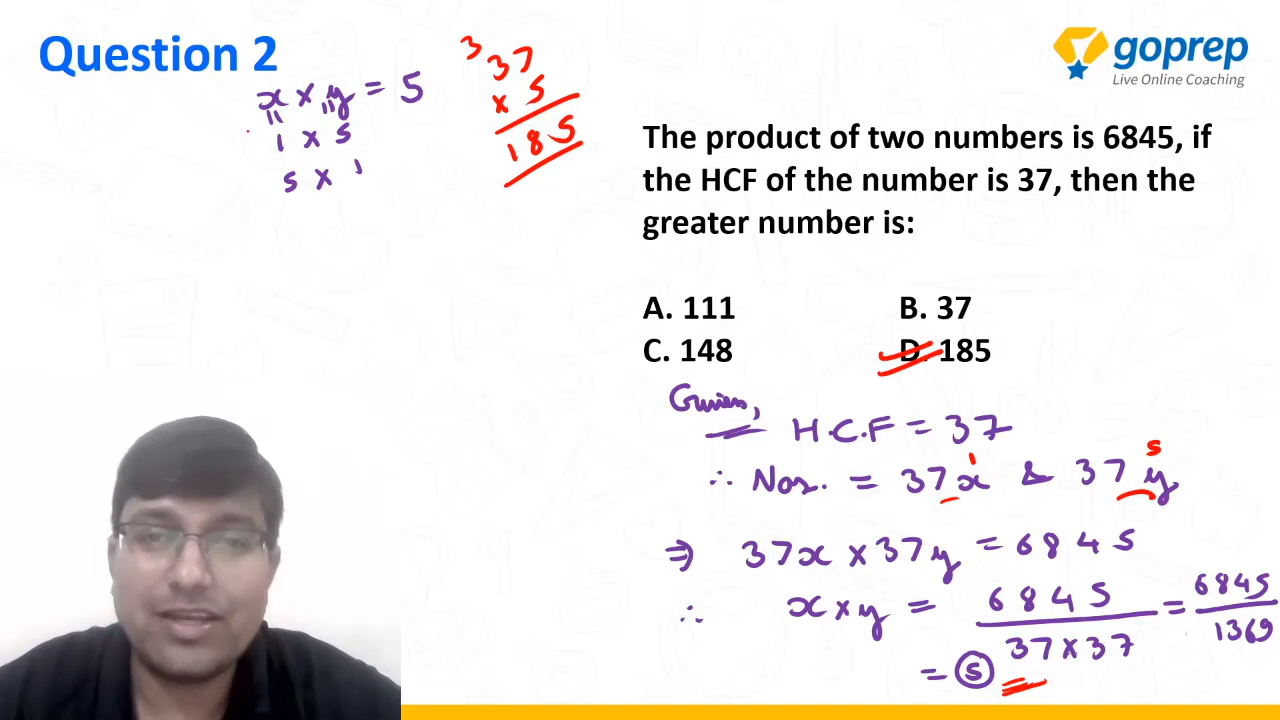 Question 2
goprep
Live Online Coaching
x × y = 5
1 × 5
5 × 1
3
37
× 5
185
The product of two numbers is 6845, if
the HCF of the number is 37, then the
greater number is:
A. 111 B. 37
C. 148 D. 185
Given,
H.C.F = 37
1 5
∴ Nos. = 37x & 37y
⇒ 37x × 37y = 6845
∴ x × y = 6845 / 37 × 37 = 6845 / 1369
= 5